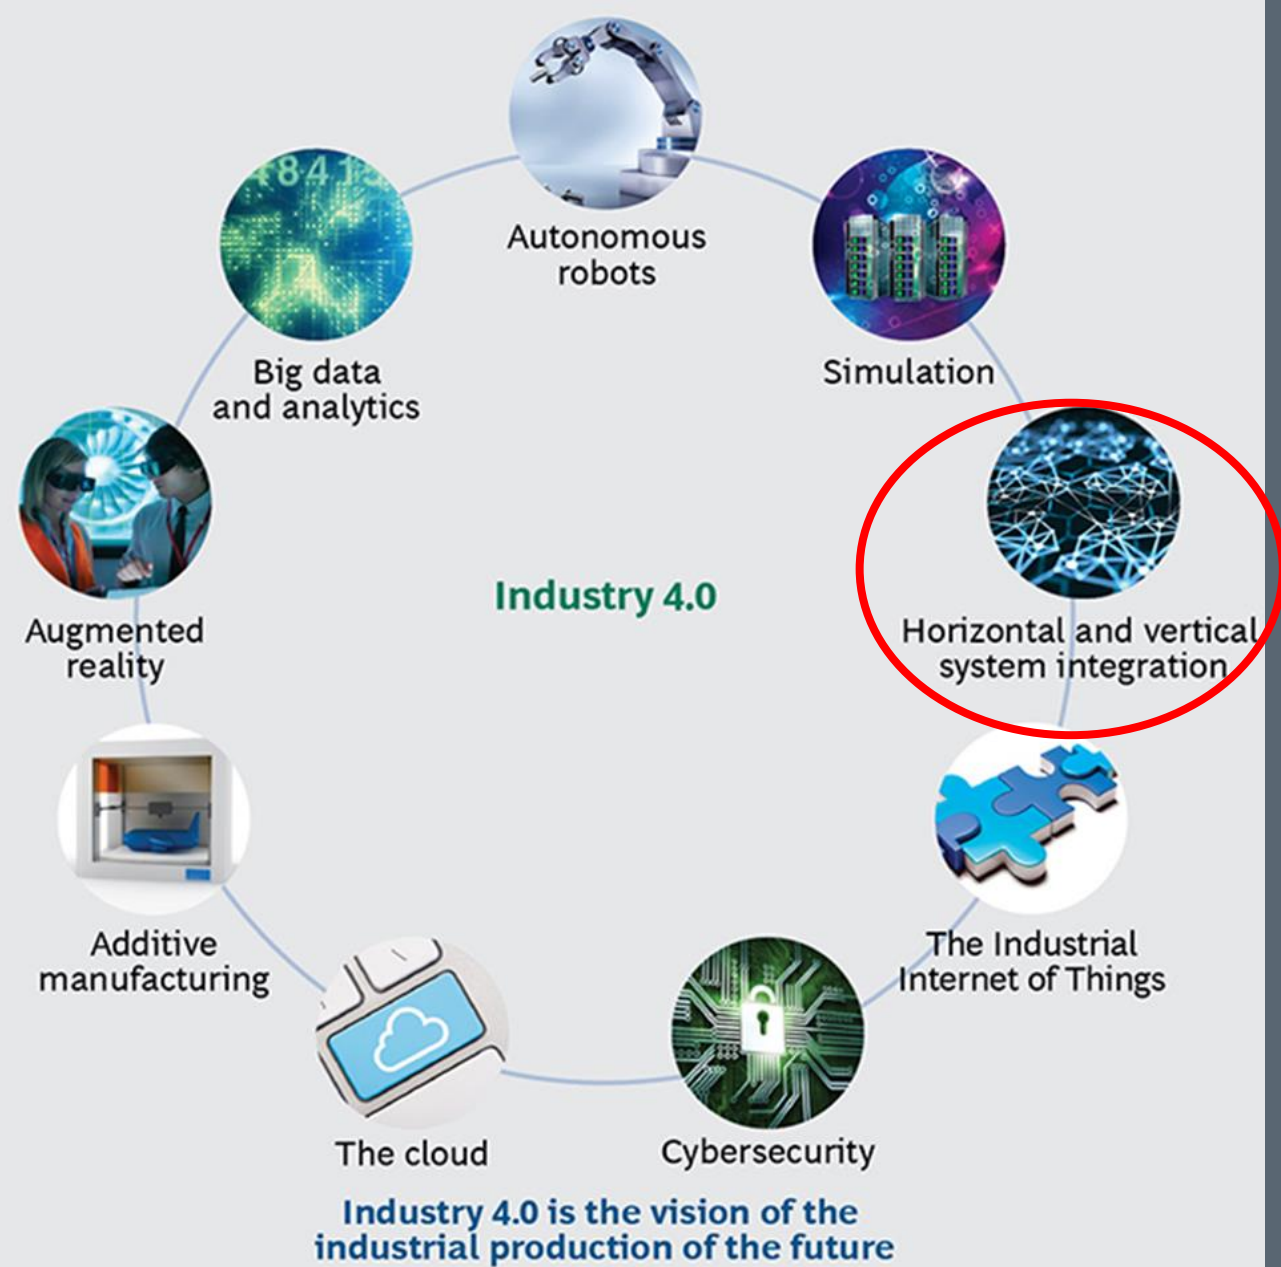 Autonomous
robots
Simulation
Horizontal and vertical
system integration
The Industrial
Internet of Things
Cybersecurity
The cloud
Additive
manufacturing
Augmented
reality
Big data
and analytics
Industry 4.0
Industry 4.0 is the vision of the
industrial production of the future